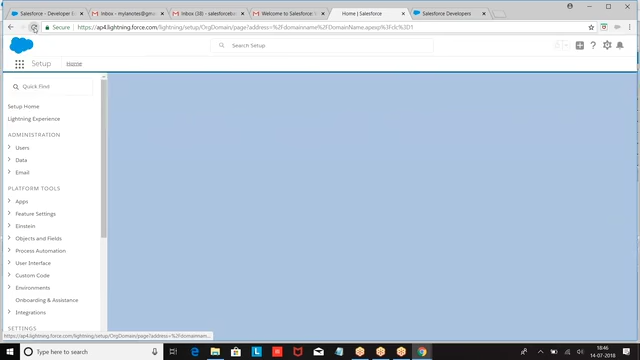 Salesforce - Developer E
Inbox - mylanotes@gm
Inbox (38) - salesforcebo
Welcome to Salesforce: V
Home | Salesforce
Salesforce Developers
Secure
https://ap4.lightning.force.com/lightning/setup/OrgDomain/page?address=%2Fdomainname%2FDomainName.apexp%3Fclc%3D1
Search Setup
Setup
Home
Quick Find
Setup Home
Lightning Experience
ADMINISTRATION
Users
Data
Email
PLATFORM TOOLS
Apps
Feature Settings
Einstein
Objects and Fields
Process Automation
User Interface
Custom Code
Environments
Onboarding & Assistance
Integrations
SETTINGS
https://ap4.lightning.force.com/lightning/setup/OrgDomain/page?address=%2Fdomainnam...
Type here to search
18:46
14-07-2018